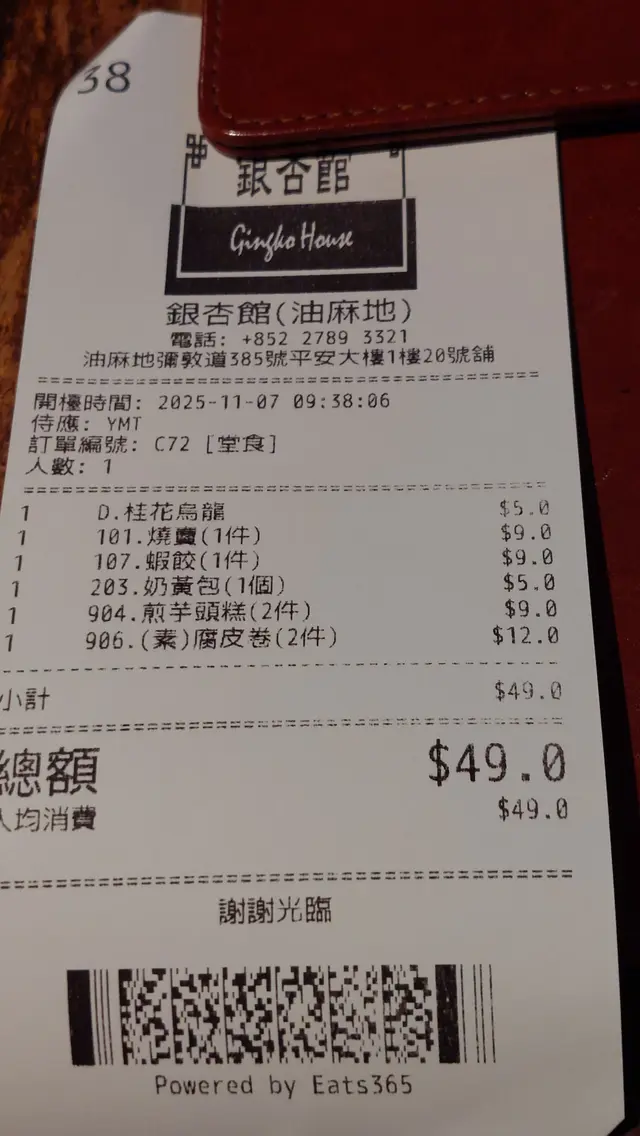 38
銀杏館
Gingko House
銀杏館(油麻地)
電話: +852 2789 3321
油麻地彌敦道385號平安大樓1樓20號舖
開檯時間: 2025-11-07 09:38:06
侍應: YMT
訂單編號: C72 [堂食]
人數: 1
1 D.桂花烏龍 $5.0
1 101.燒賣(1件) $9.0
1 107.蝦餃(1件) $9.0
1 203.奶黃包(1個) $5.0
1 904.煎芋頭糕(2件) $9.0
1 906.(素)腐皮卷(2件) $12.0
小計 $49.0
總額 $49.0
人均消費 $49.0
謝謝光臨
Powered by Eats365